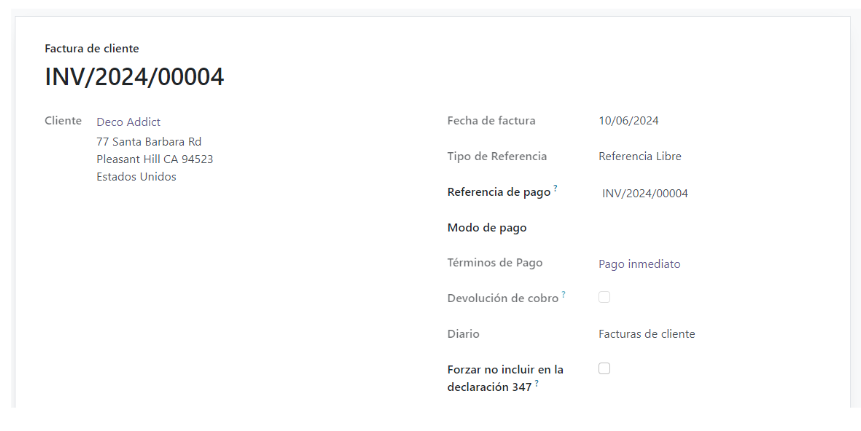 Factura de cliente
INV/2024/00004
Cliente Deco Addict
77 Santa Barbara Rd
Pleasant Hill CA 94523
Estados Unidos
Fecha de factura 10/06/2024
Tipo de Referencia Referencia Libre
Referencia de pago ? INV/2024/00004
Modo de pago
Términos de Pago Pago inmediato
Devolución de cobro ?
Diario Facturas de cliente
Forzar no incluir en la
declaración 347 ?